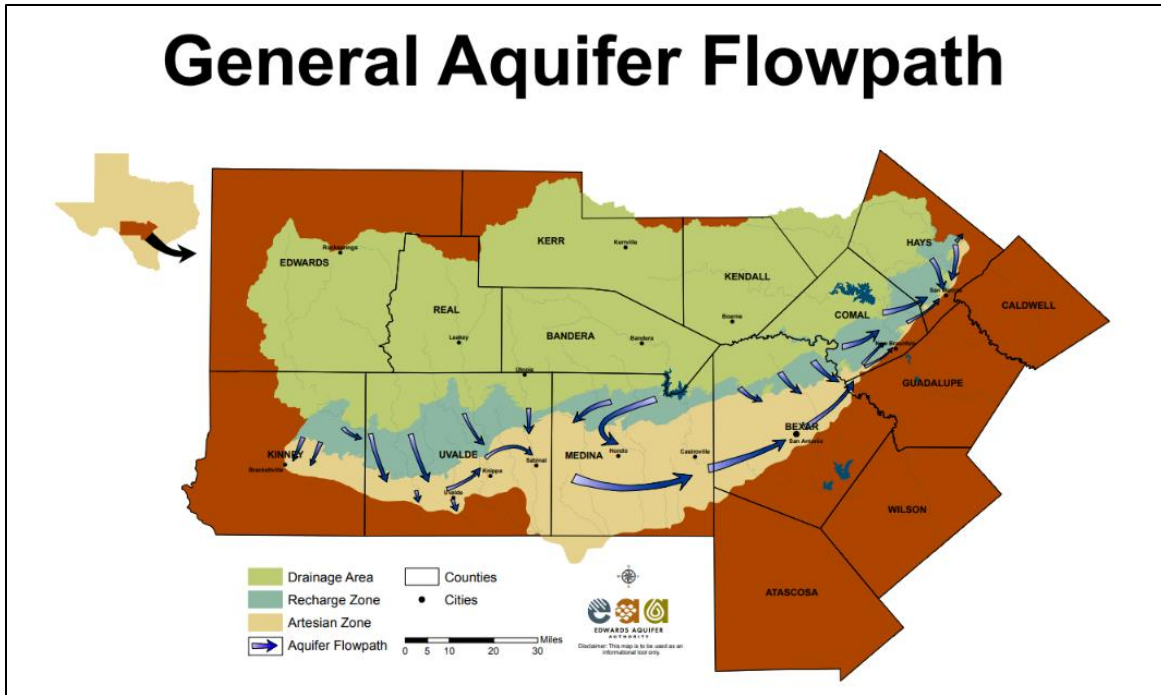 General Aquifer Flowpath
HAYS
KERR
Kerrville
EDWARDS
Rocksprings
KENDALL
CALDWELL
San Marcos
REAL
COMAL
Boerne
Leakey
BANDERA
Bandera
New Braunfels
Utopia
GUADALUPE
BEXAR
San Antonio
KINNEY
UVALDE
MEDINA
Hondo
Castroville
Brackettville
Knippa
Sabinal
Uvalde
WILSON
ATASCOSA
Drainage Area
Recharge Zone
Artesian Zone
Aquifer Flowpath
Counties
Cities
Miles
0 5 10 20 30
eaa
EDWARDS AQUIFER
AUTHORITY
Disclaimer: This map is to be used as an
informational tool only.